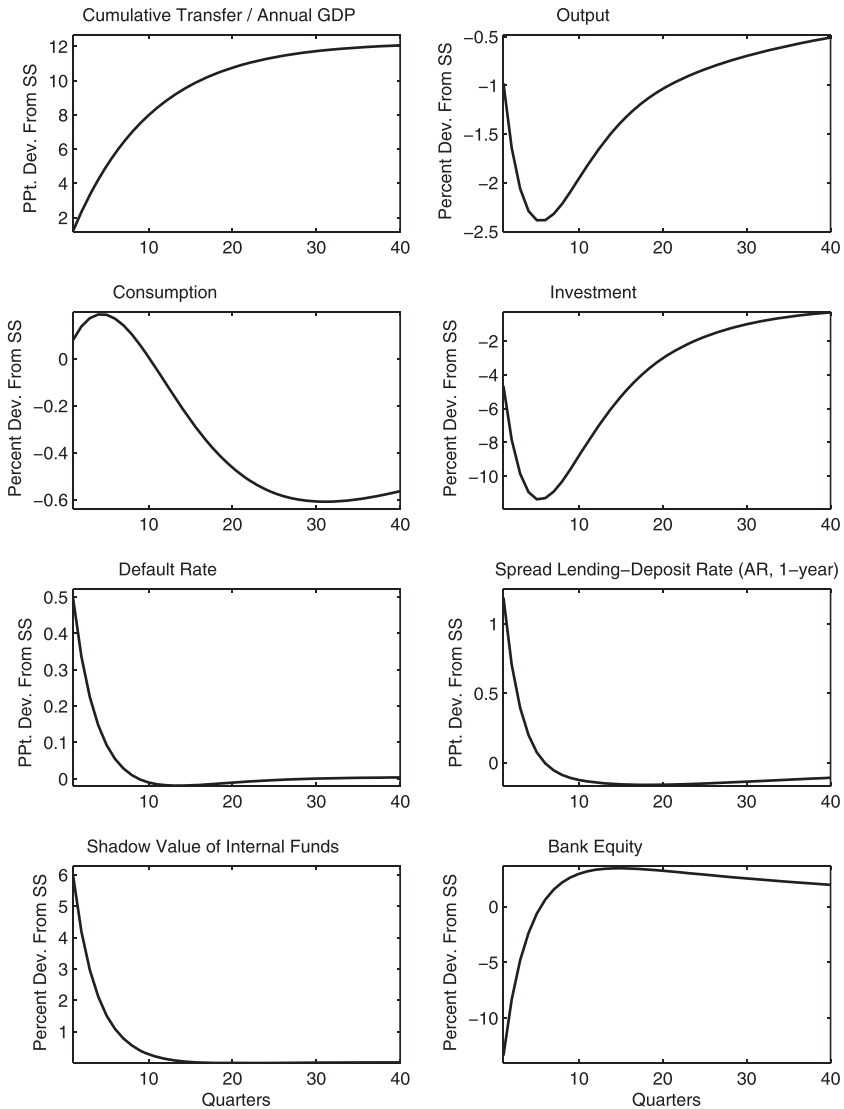 Cumulative Transfer / Annual GDP
PPt. Dev. From SS
12
10
8
6
4
2
10 20 30 40
Output
Percent Dev. From SS
−0.5
−1
−1.5
−2
−2.5
10 20 30 40
Consumption
Percent Dev. From SS
0
−0.2
−0.4
−0.6
10 20 30 40
Investment
Percent Dev. From SS
−2
−4
−6
−8
−10
10 20 30 40
Default Rate
PPt. Dev. From SS
0.5
0.4
0.3
0.2
0.1
0
10 20 30 40
Spread Lending−Deposit Rate (AR, 1−year)
PPt. Dev. From SS
1
0.5
0
10 20 30 40
Shadow Value of Internal Funds
Percent Dev. From SS
6
5
4
3
2
1
10 20 30 40
Quarters
Bank Equity
Percent Dev. From SS
0
−5
−10
10 20 30 40
Quarters